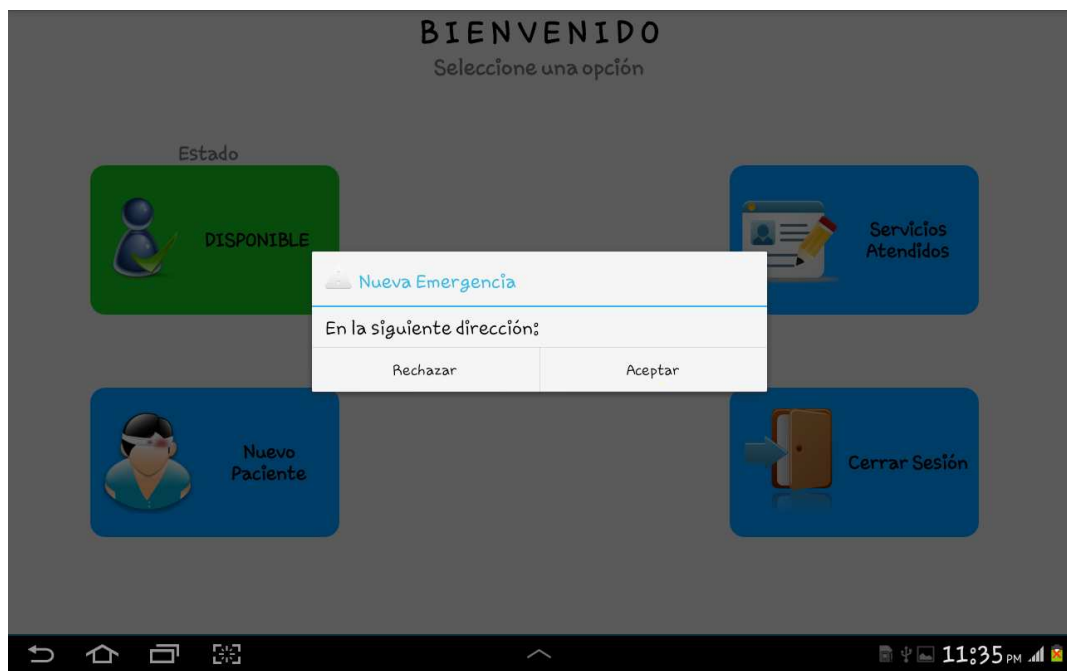 BIENVENIDO
Seleccione una opción
Estado
DISPONIBLE
Servicios
Atendidos
Nueva Emergencia
En la siguiente dirección:
Rechazar
Aceptar
Nuevo
Paciente
Cerrar Sesión
11:35 PM